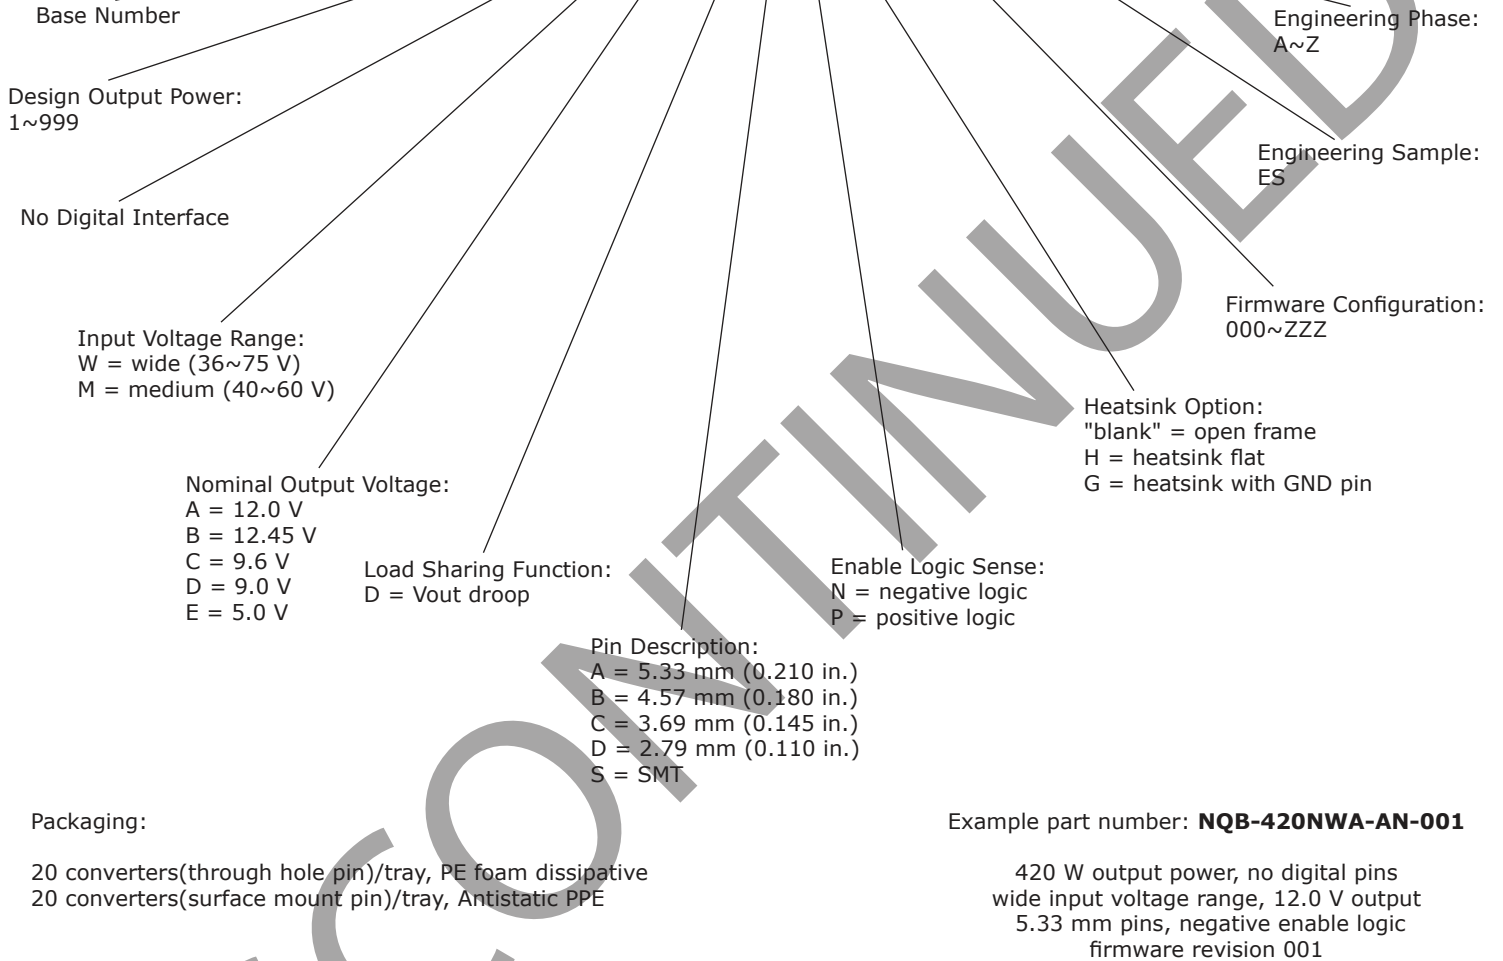 Base Number
Engineering Phase:
A~Z
Design Output Power:
1~999
Engineering Sample:
ES
No Digital Interface
Firmware Configuration:
000~ZZZ
Input Voltage Range:
W = wide (36~75 V)
M = medium (40~60 V)
Heatsink Option:
"blank" = open frame
H = heatsink flat
G = heatsink with GND pin
Nominal Output Voltage:
A = 12.0 V
B = 12.45 V
C = 9.6 V
D = 9.0 V
E = 5.0 V
Load Sharing Function:
D = Vout droop
Enable Logic Sense:
N = negative logic
P = positive logic
Pin Description:
A = 5.33 mm (0.210 in.)
B = 4.57 mm (0.180 in.)
C = 3.69 mm (0.145 in.)
D = 2.79 mm (0.110 in.)
S = SMT
Packaging:
20 converters(through hole pin)/tray, PE foam dissipative
20 converters(surface mount pin)/tray, Antistatic PPE
Example part number: NQB-420NWA-AN-001
420 W output power, no digital pins
wide input voltage range, 12.0 V output
5.33 mm pins, negative enable logic
firmware revision 001
CONTINUED